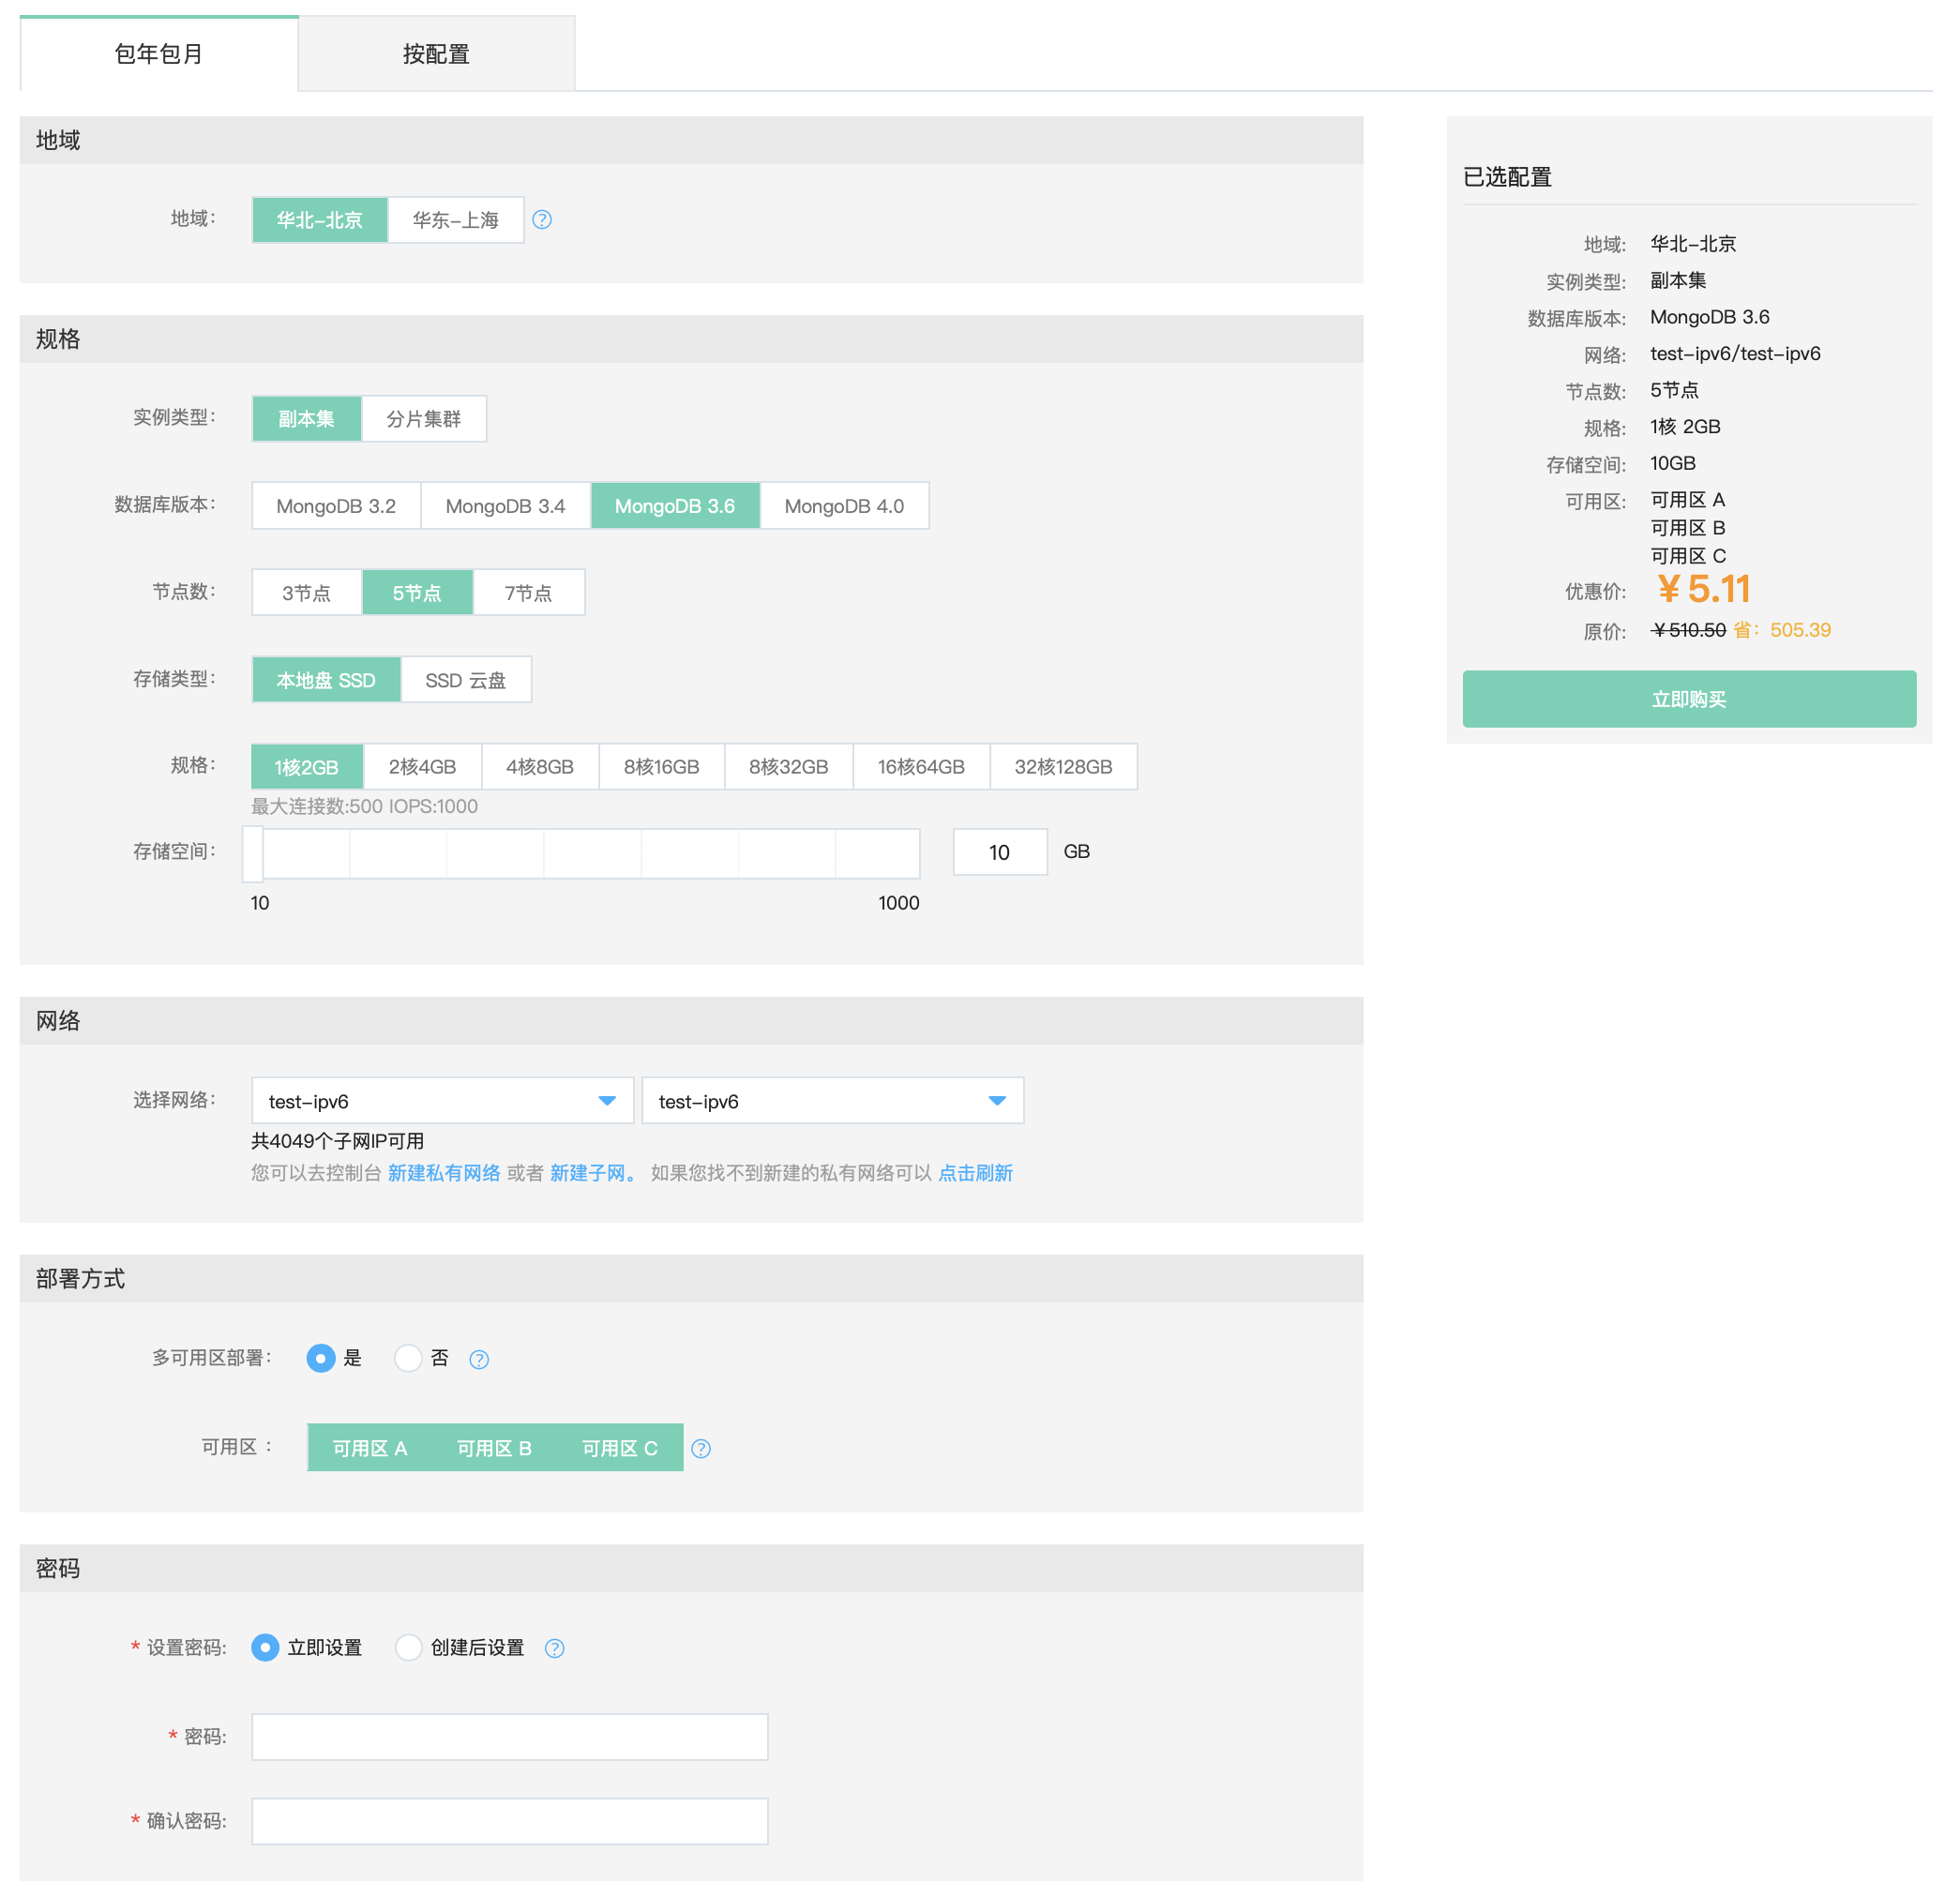 包年包月 按配置
地域
地域: 华北-北京 华东-上海 ?
规格
实例类型: 副本集 分片集群
数据库版本: MongoDB 3.2 MongoDB 3.4 MongoDB 3.6 MongoDB 4.0
节点数: 3节点 5节点 7节点
存储类型: 本地盘 SSD SSD 云盘
规格: 1核2GB 2核4GB 4核8GB 8核16GB 8核32GB 16核64GB 32核128GB
最大连接数:500 IOPS:1000
存储空间: 10 GB
10 1000
网络
选择网络: test-ipv6 test-ipv6
共4049个子网IP可用
您可以去控制台 新建私有网络 或者 新建子网。 如果您找不到新建的私有网络可以 点击刷新
部署方式
多可用区部署: 是 否 ?
可用区 : 可用区 A 可用区 B 可用区 C ?
密码
* 设置密码: 立即设置 创建后设置 ?
* 密码:
* 确认密码:
已选配置
地域: 华北-北京
实例类型: 副本集
数据库版本: MongoDB 3.6
网络: test-ipv6/test-ipv6
节点数: 5节点
规格: 1核 2GB
存储空间: 10GB
可用区: 可用区 A
可用区 B
可用区 C
优惠价: ¥5.11
原价: ¥510.50 省：505.39
立即购买